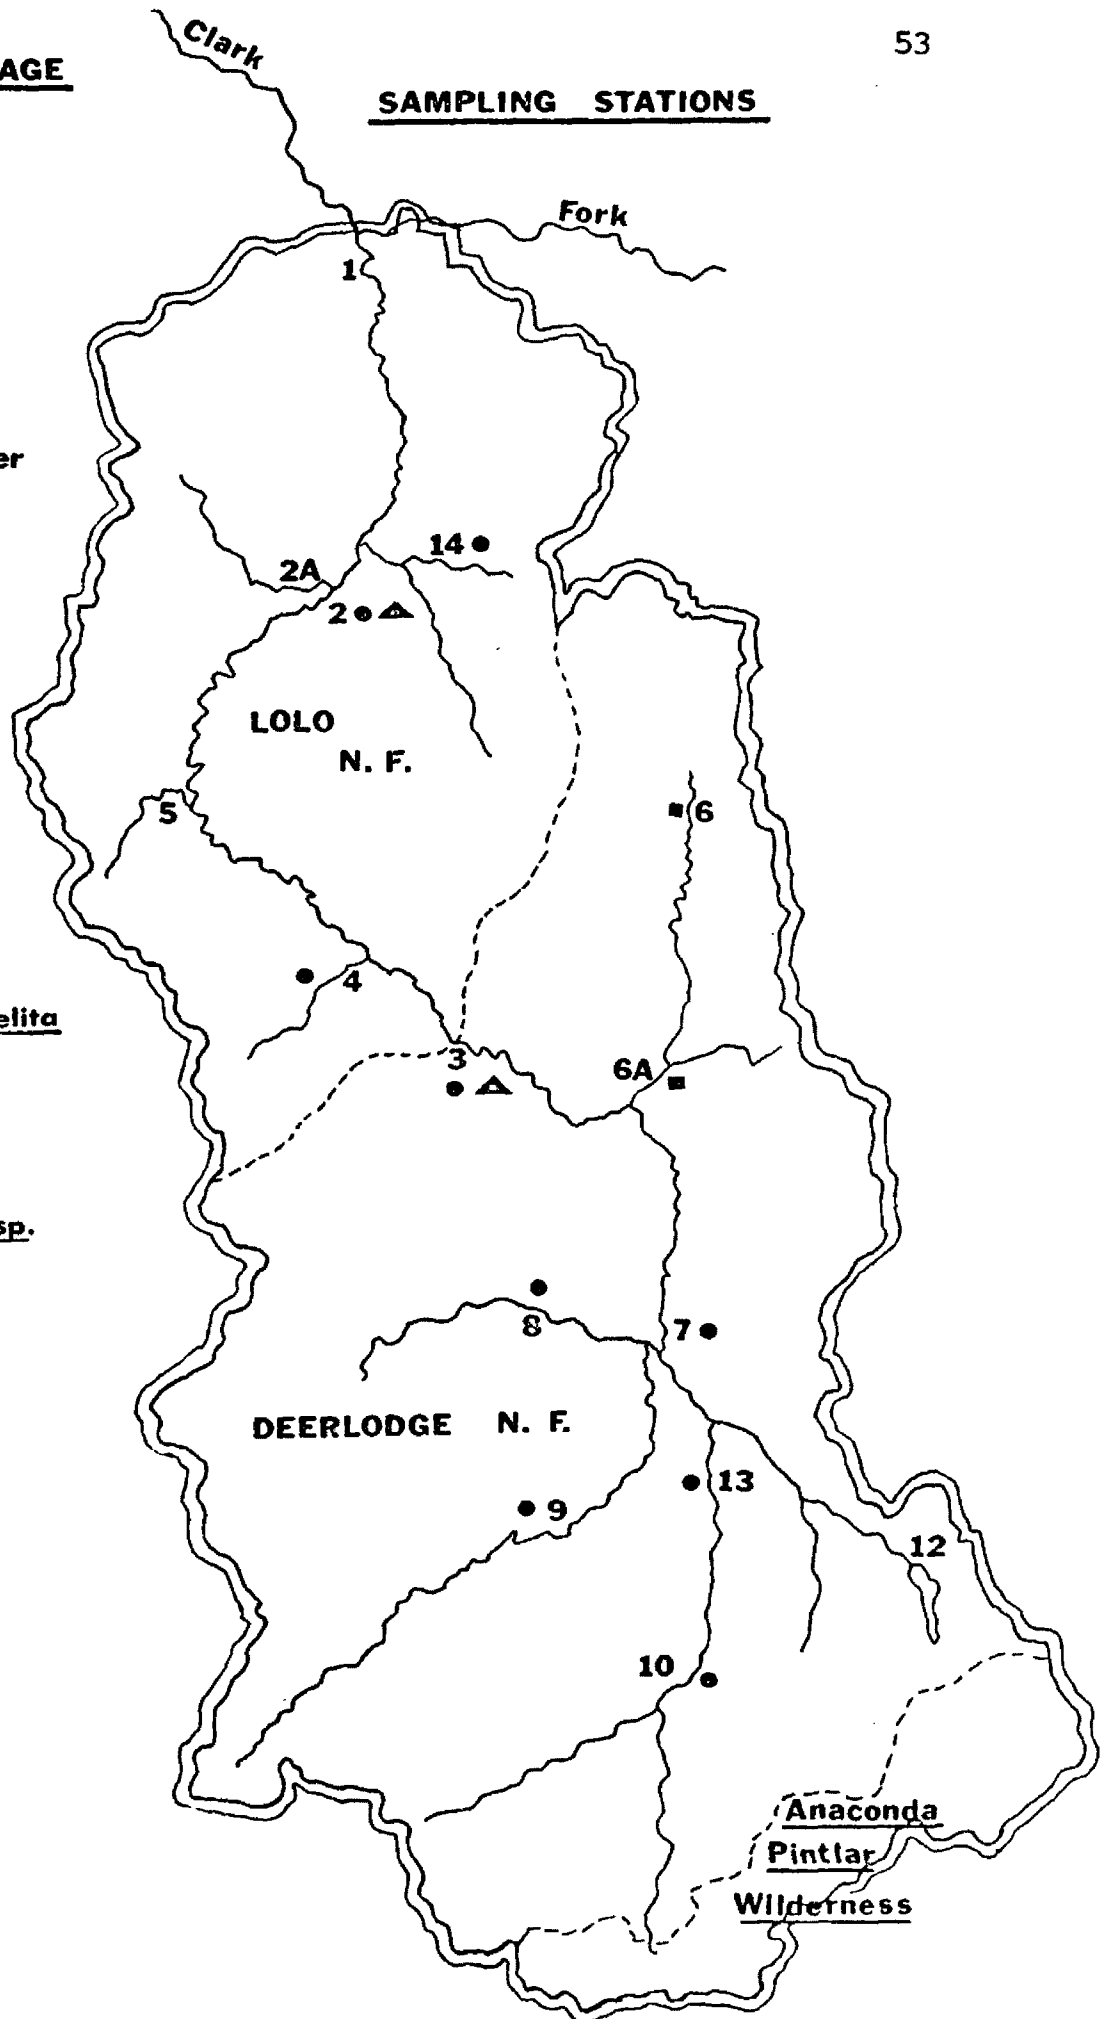 53
AGE
SAMPLING STATIONS
Clark
Fork
1
er
14
2A
2
LOLO
N. F.
5
6
4
elita
3
6A
sp.
8
7
DEERLODGE N. F.
13
9
12
10
Anaconda
Pintlar
Wilderness